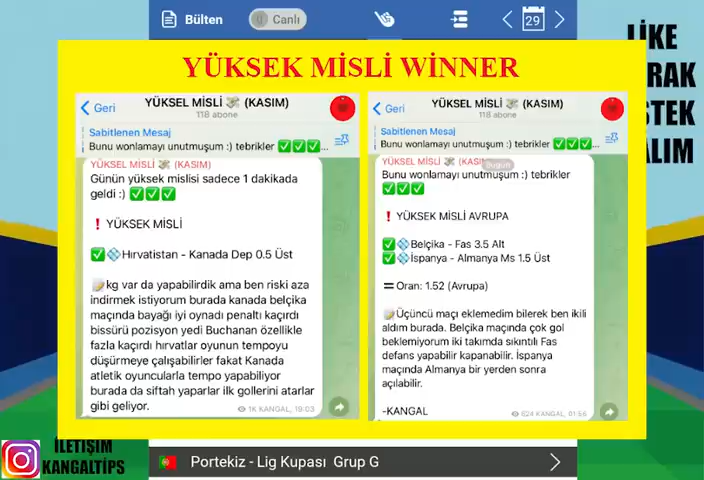 Bülten
Canlı
29
LİKE
RAK
STEK
ALIM
YÜKSEK MİSLİ WİNNER
Geri
YÜKSEL MİSLİ 💸 (KASIM)
118 abone
Sabitlenen Mesaj
Bunu wonlamayı unutmuşum :) tebrikler ✅✅✅...
YÜKSEL MİSLİ 💸 (KASIM)
Günün yüksek mislisi sadece 1 dakikada
geldi :) ✅✅✅
❗ YÜKSEK MİSLİ
✅💠Hırvatistan - Kanada Dep 0.5 Üst
📝kg var da yapabilirdik ama ben riski aza
indirmek istiyorum burada kanada belçika
maçında bayağı iyi oynadı penaltı kaçırdı
bissürü pozisyon yedi Buchanan özellikle
fazla kaçırdı hırvatlar oyunun tempoyu
düşürmeye çalışabilirler fakat Kanada
atletik oyuncularla tempo yapabiliyor
burada da siftah yaparlar ilk gollerini atarlar
gibi geliyor.
1K KANGAL, 19:03
Geri
YÜKSEL MİSLİ 💸 (KASIM)
118 abone
Sabitlenen Mesaj
Bunu wonlamayı unutmuşum :) tebrikler ✅✅✅...
YÜKSEL MİSLİ 💸 (KASIM)
Bugün
Bunu wonlamayı unutmuşum :) tebrikler
✅✅✅
❗ YÜKSEK MİSLİ AVRUPA
✅💠Belçika - Fas 3.5 Alt
✅💠İspanya - Almanya Ms 1.5 Üst
🟰 Oran: 1.52 (Avrupa)
📝Üçüncü maçı eklemedim bilerek ben ikili
aldım burada. Belçika maçında çok gol
beklemiyorum iki takımda sıkıntılı Fas
defans yapabilir kapanabilir. İspanya
maçında Almanya bir yerden sonra
açılabilir.
-KANGAL
624 KANGAL, 01:56
İLETİŞİM
KANGALTİPS
Portekiz - Lig Kupası Grup G